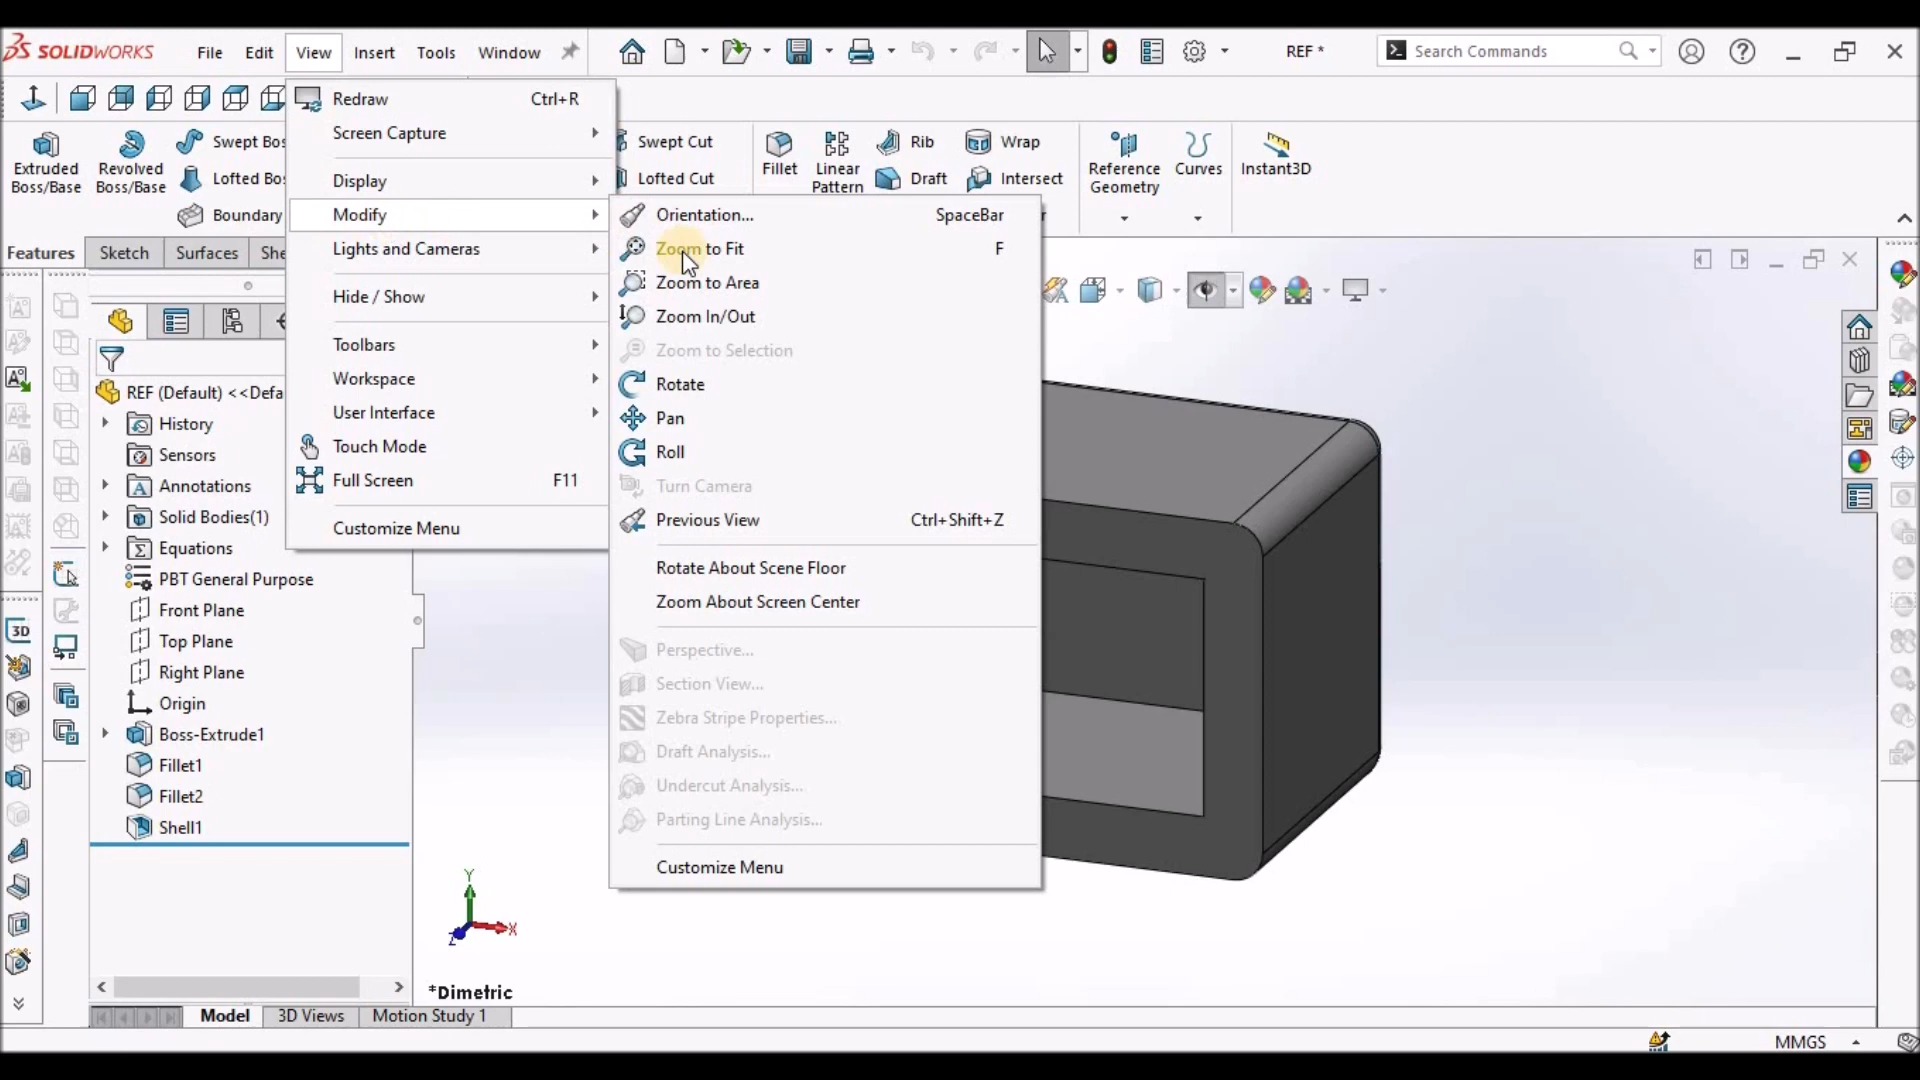 SOLIDWORKS File Edit View Insert Tools Window REF * Search Commands
Redraw Ctrl+R
Screen Capture
Display
Modify
Lights and Cameras
Hide / Show
Toolbars
Workspace
User Interface
Touch Mode
Full Screen F11
Customize Menu
Extruded Boss/Base
Revolved Boss/Base
Swept Bos
Lofted Bo
Boundary
Swept Cut
Lofted Cut
Fillet
Linear Pattern
Rib
Draft
Wrap
Intersect
Reference Geometry
Curves
Instant3D
Orientation... SpaceBar
Zoom to Fit F
Zoom to Area
Zoom In/Out
Zoom to Selection
Rotate
Pan
Roll
Turn Camera
Previous View Ctrl+Shift+Z
Rotate About Scene Floor
Zoom About Screen Center
Perspective...
Section View...
Zebra Stripe Properties...
Draft Analysis...
Undercut Analysis...
Parting Line Analysis...
Customize Menu
Features Sketch Surfaces She
REF (Default) <<Defa
History
Sensors
Annotations
Solid Bodies(1)
Equations
PBT General Purpose
Front Plane
Top Plane
Right Plane
Origin
Boss-Extrude1
Fillet1
Fillet2
Shell1
3D
Y
X
Z
*Dimetric
Model 3D Views Motion Study 1
MMGS